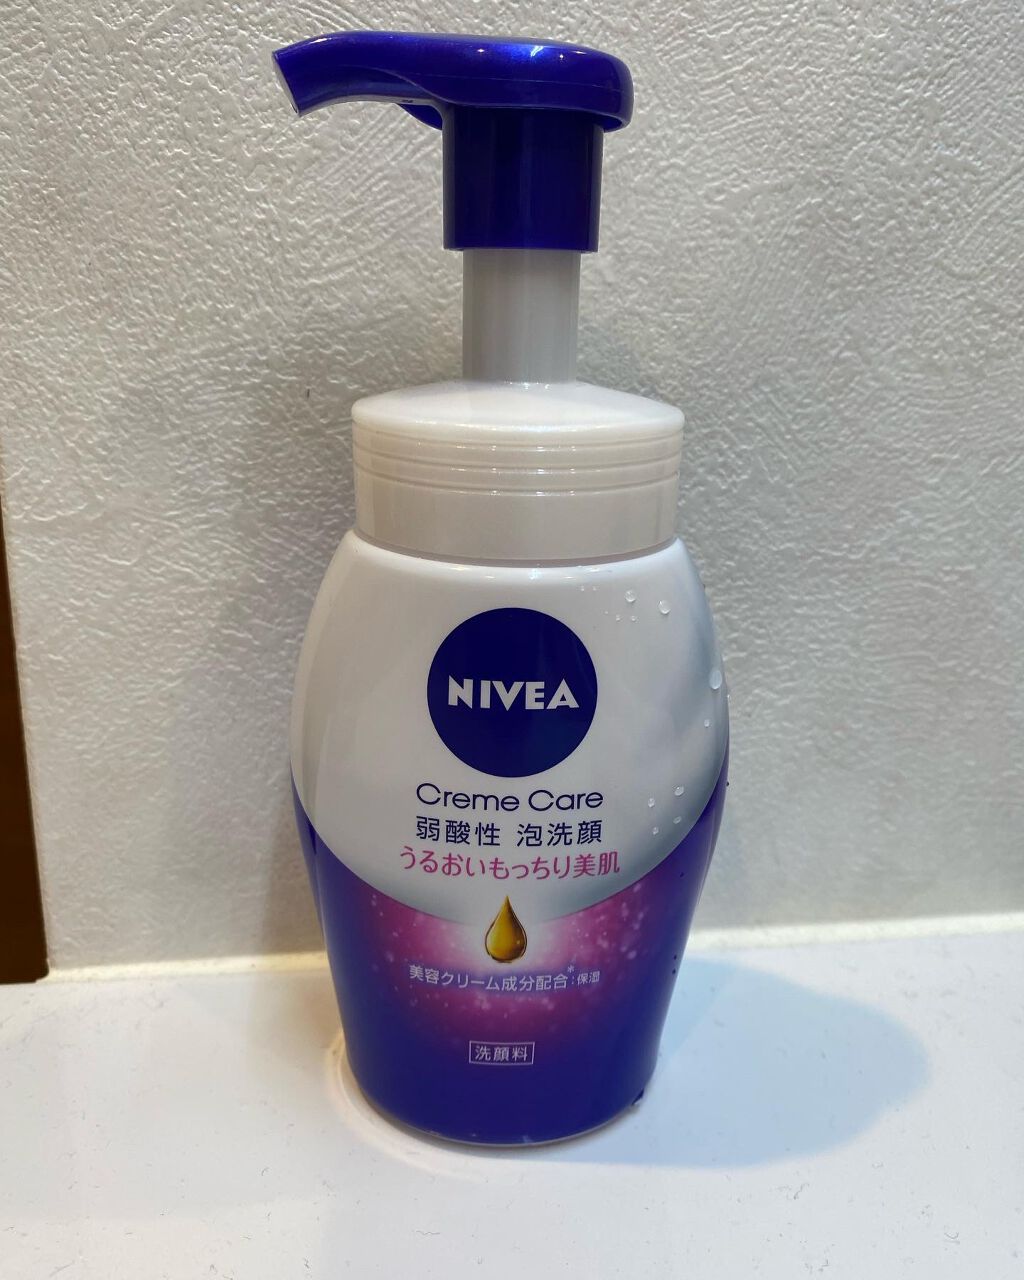 NIVEA
Creme Care
弱酸性 泡洗顔
うるおいもっちり美肌
美容クリーム成分配合*:保湿
洗顔料